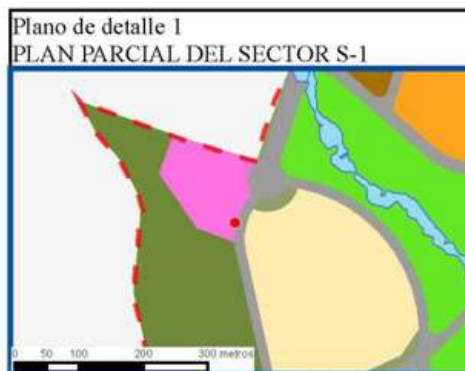 Plano de detalle 1
PLAN PARCIAL DEL SECTOR S-1
0 50 100 200 300 metros